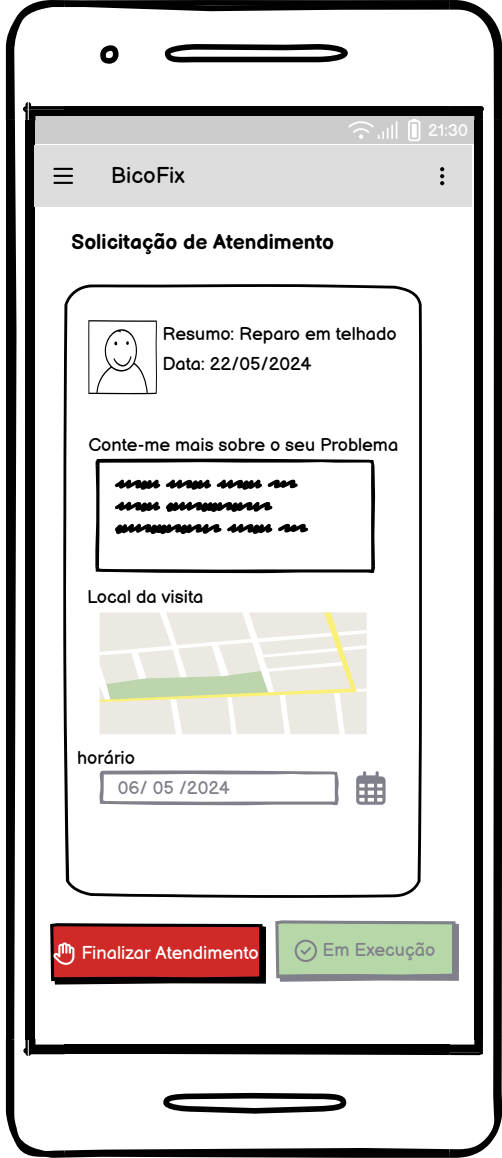 21:30
BicoFix
Solicitação de Atendimento
Resumo: Reparo em telhado
Data: 22/05/2024
Conte-me mais sobre o seu Problema
Local da visita
horário
06/ 05 /2024
Finalizar Atendimento
Em Execução